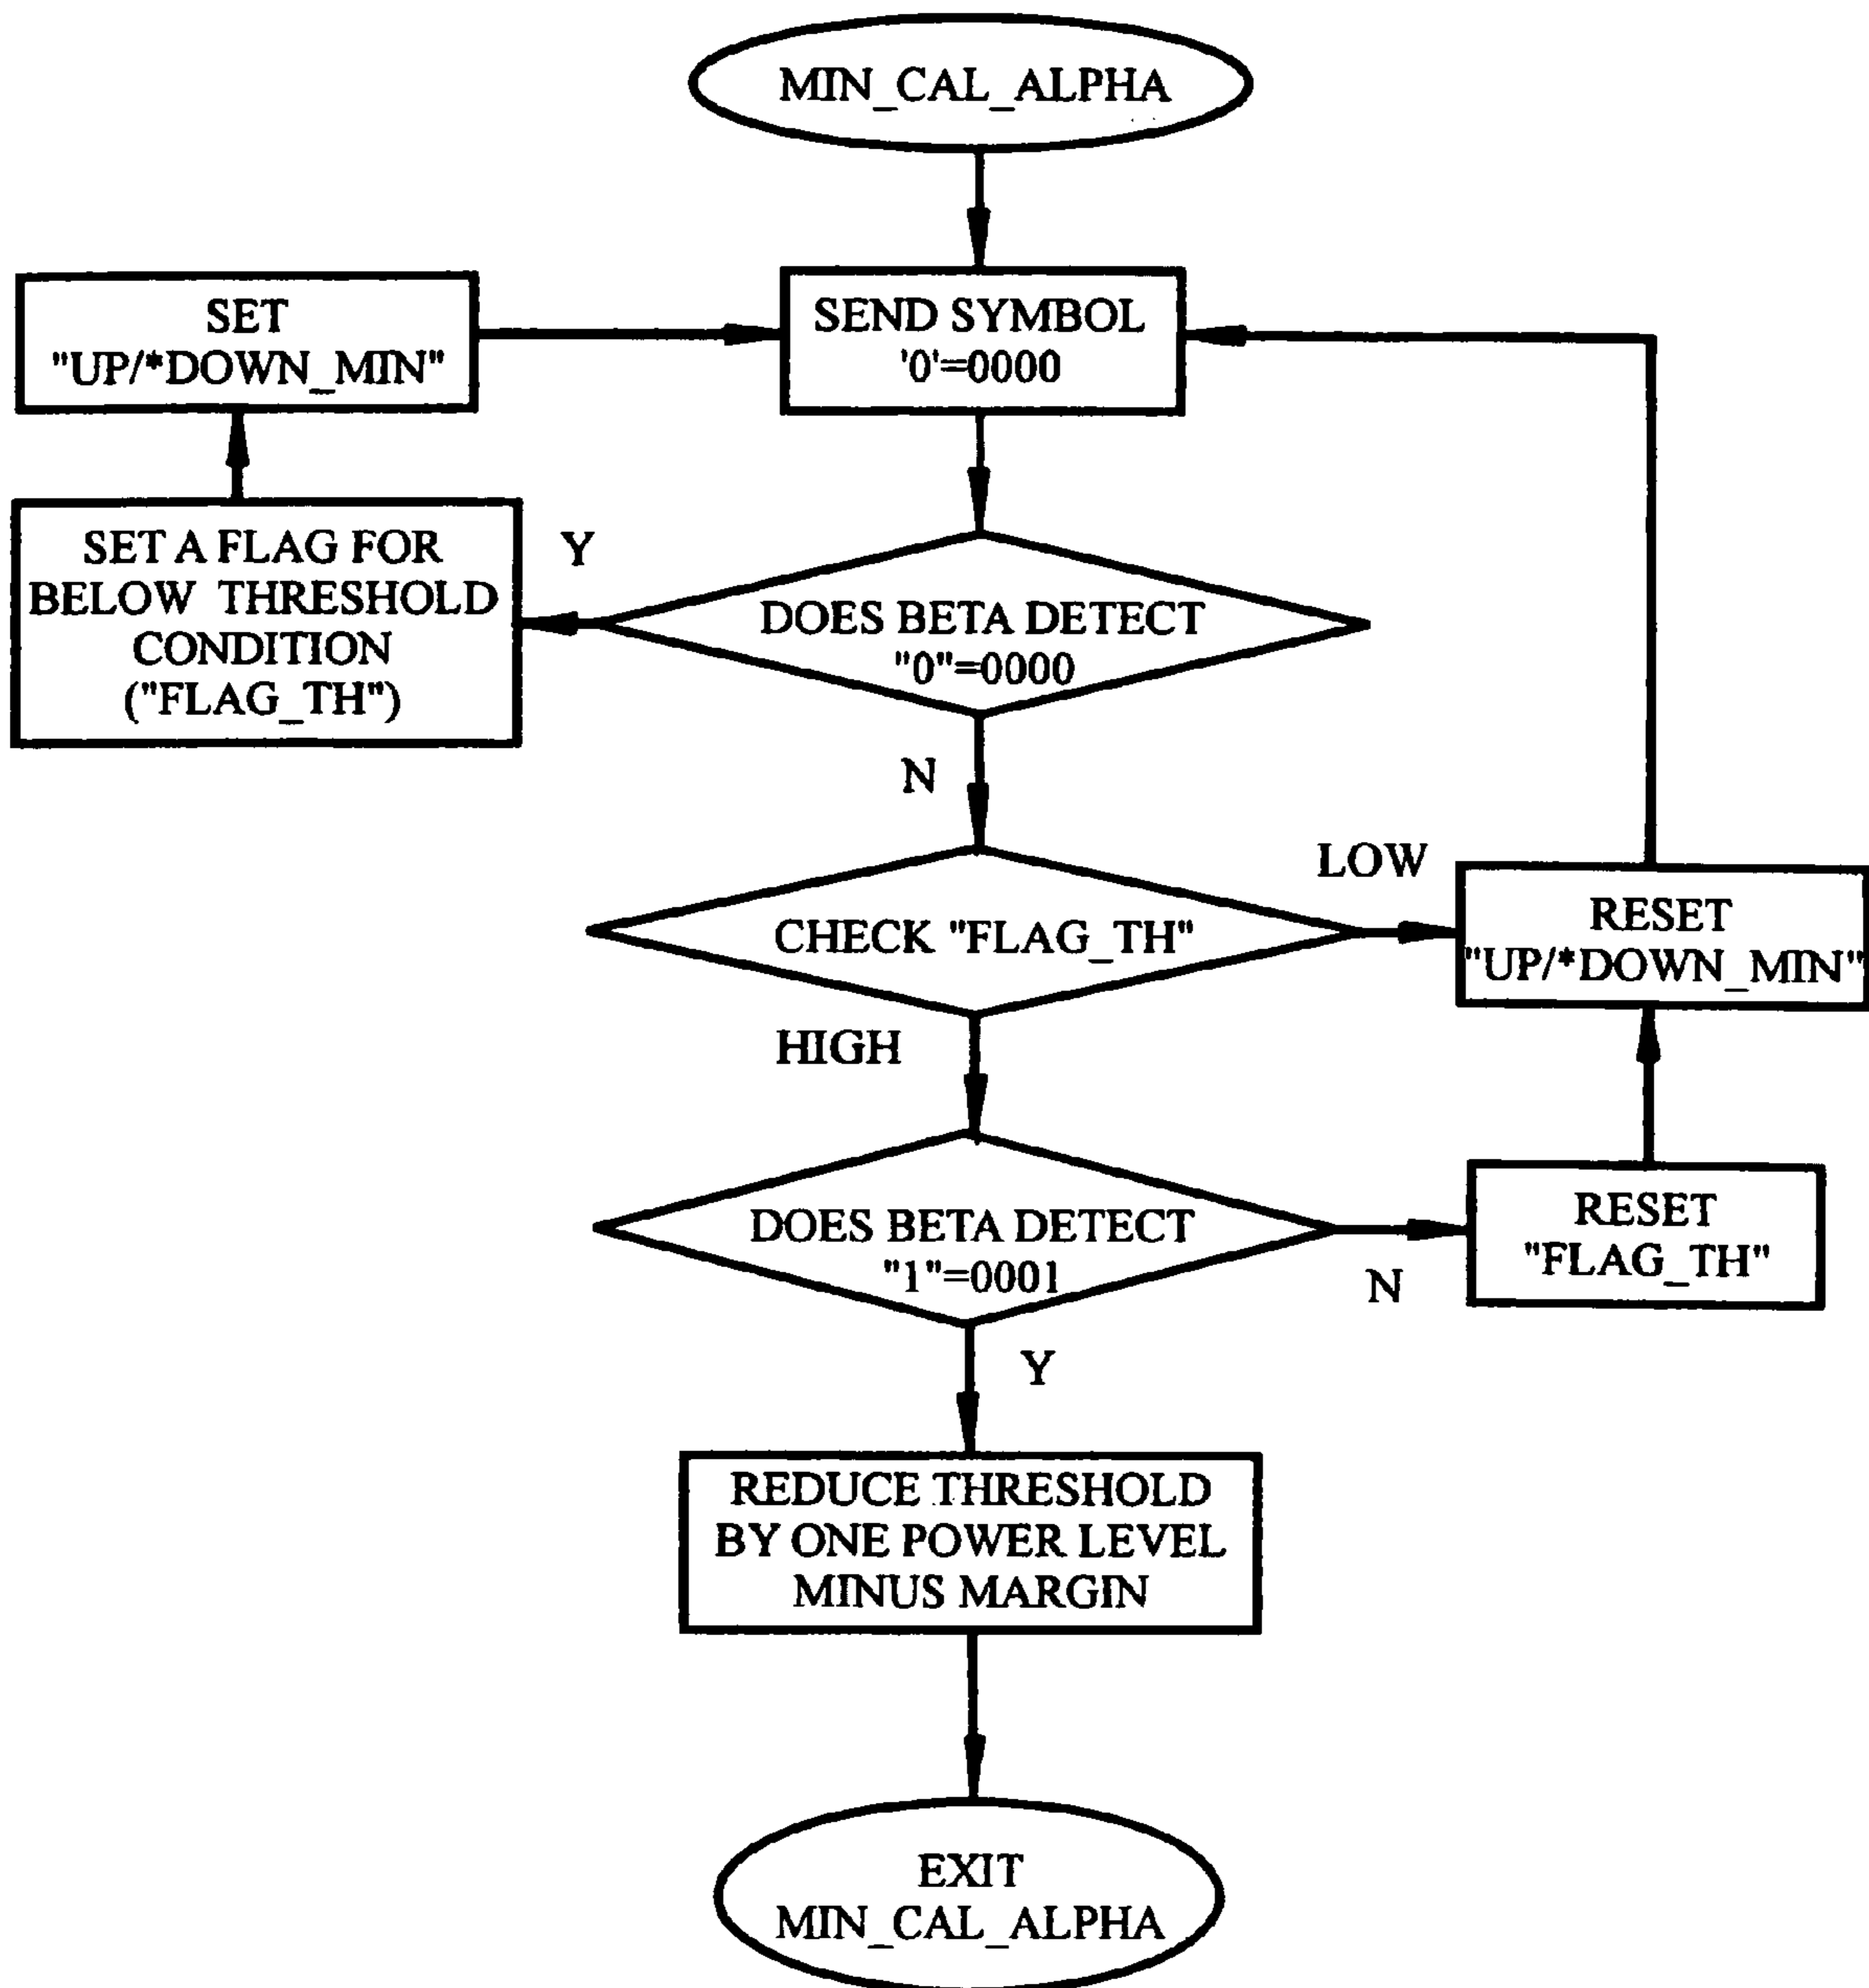 MIN_CAL_ALPHA
SEND SYMBOL
'0'=0000
SET
"UP/*DOWN_MIN"
SET A FLAG FOR
BELOW THRESHOLD
CONDITION
("FLAG_TH")
Y
DOES BETA DETECT
"0"=0000
N
CHECK "FLAG_TH"
LOW
RESET
"UP/*DOWN_MIN"
HIGH
DOES BETA DETECT
"1"=0001
N
RESET
"FLAG_TH"
Y
REDUCE THRESHOLD
BY ONE POWER LEVEL
MINUS MARGIN
EXIT
MIN_CAL_ALPHA